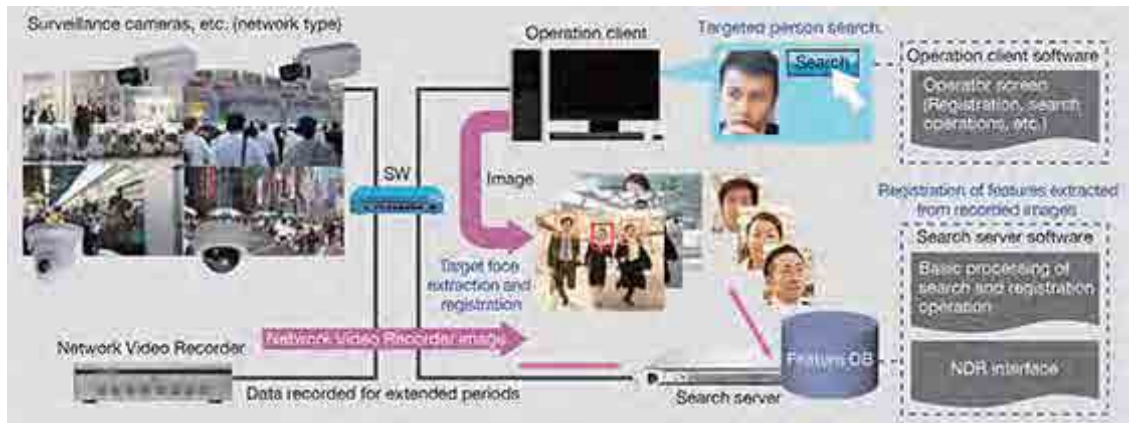 Surveillance cameras, etc. (network type)
Operation client
Targeted person search.
Search
Operation client software
Operator screen
(Registration, search
operations, etc.)
SW
Image
Target face
extraction and
registration
Registration of features extracted
from recorded images
Search server software
Basic processing of
search and registration
operation
NDR interface
Network Video Recorder image
Network Video Recorder
Data recorded for extended periods
Search server
Feature DB